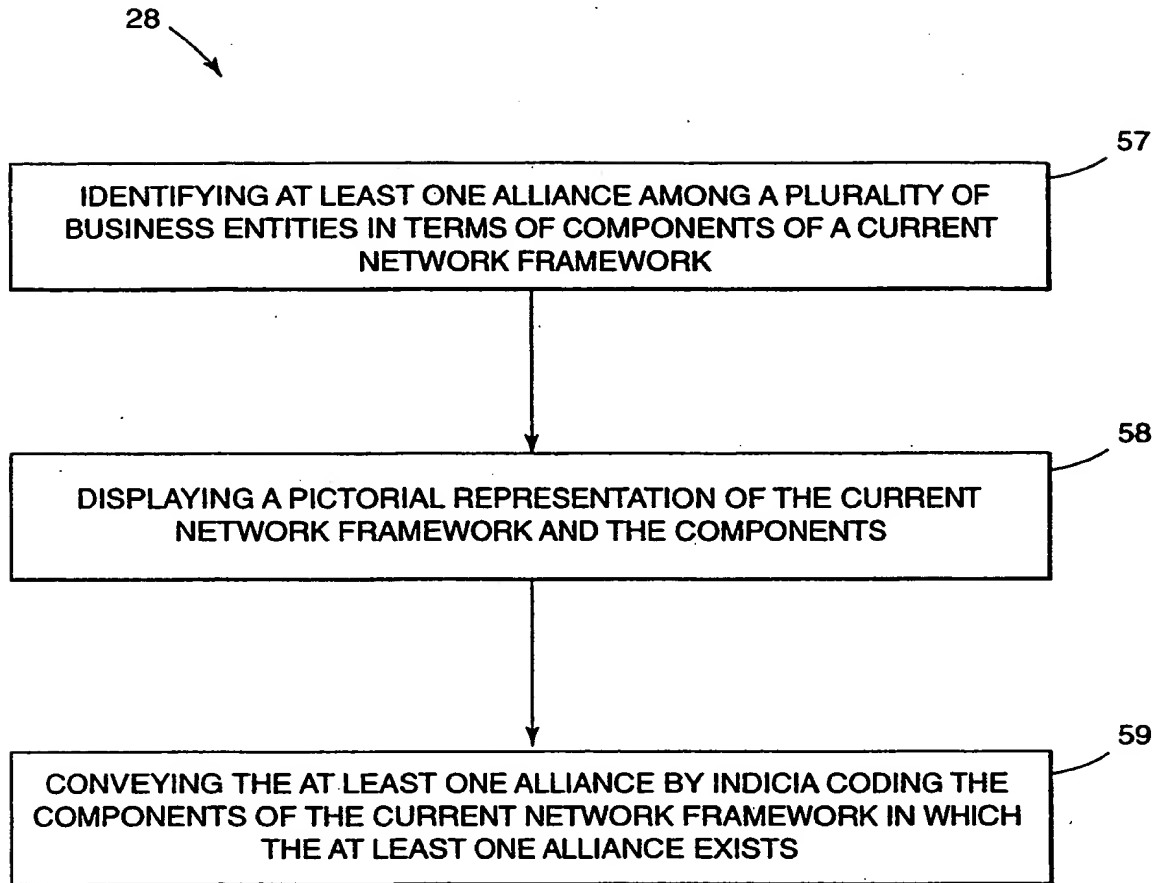 28
57
IDENTIFYING AT LEAST ONE ALLIANCE AMONG A PLURALITY OF
BUSINESS ENTITIES IN TERMS OF COMPONENTS OF A CURRENT
NETWORK FRAMEWORK
58
DISPLAYING A PICTORIAL REPRESENTATION OF THE CURRENT
NETWORK FRAMEWORK AND THE COMPONENTS
59
CONVEYING THE AT LEAST ONE ALLIANCE BY INDICIA CODING THE
COMPONENTS OF THE CURRENT NETWORK FRAMEWORK IN WHICH
THE AT LEAST ONE ALLIANCE EXISTS